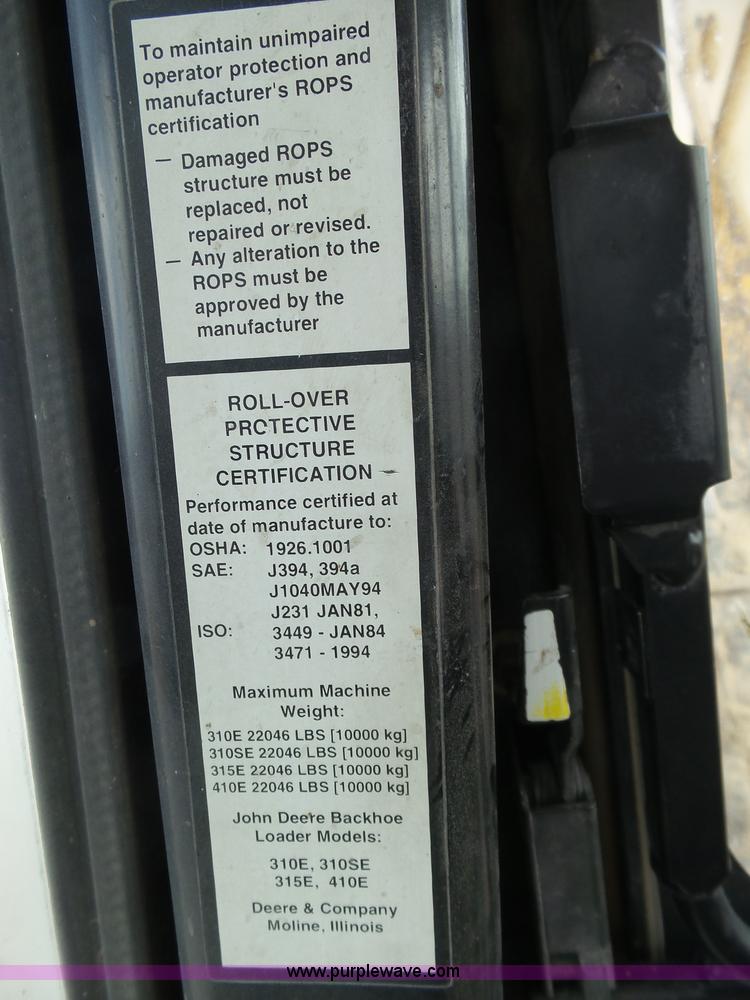 To maintain unimpaired
operator protection and
manufacturer's ROPS
certification
— Damaged ROPS
structure must be
replaced, not
repaired or revised.
— Any alteration to the
ROPS must be
approved by the
manufacturer
ROLL-OVER
PROTECTIVE
STRUCTURE
CERTIFICATION
Performance certified at
date of manufacture to:
OSHA: 1926.1001
SAE: J394, 394a
J1040MAY94
J231 JAN81,
ISO: 3449 - JAN84
3471 - 1994
Maximum Machine
Weight:
310E 22046 LBS [10000 kg]
310SE 22046 LBS [10000 kg]
315E 22046 LBS [10000 kg]
410E 22046 LBS [10000 kg]
John Deere Backhoe
Loader Models:
310E, 310SE
315E, 410E
Deere & Company
Moline, Illinois
www.purplewave.com